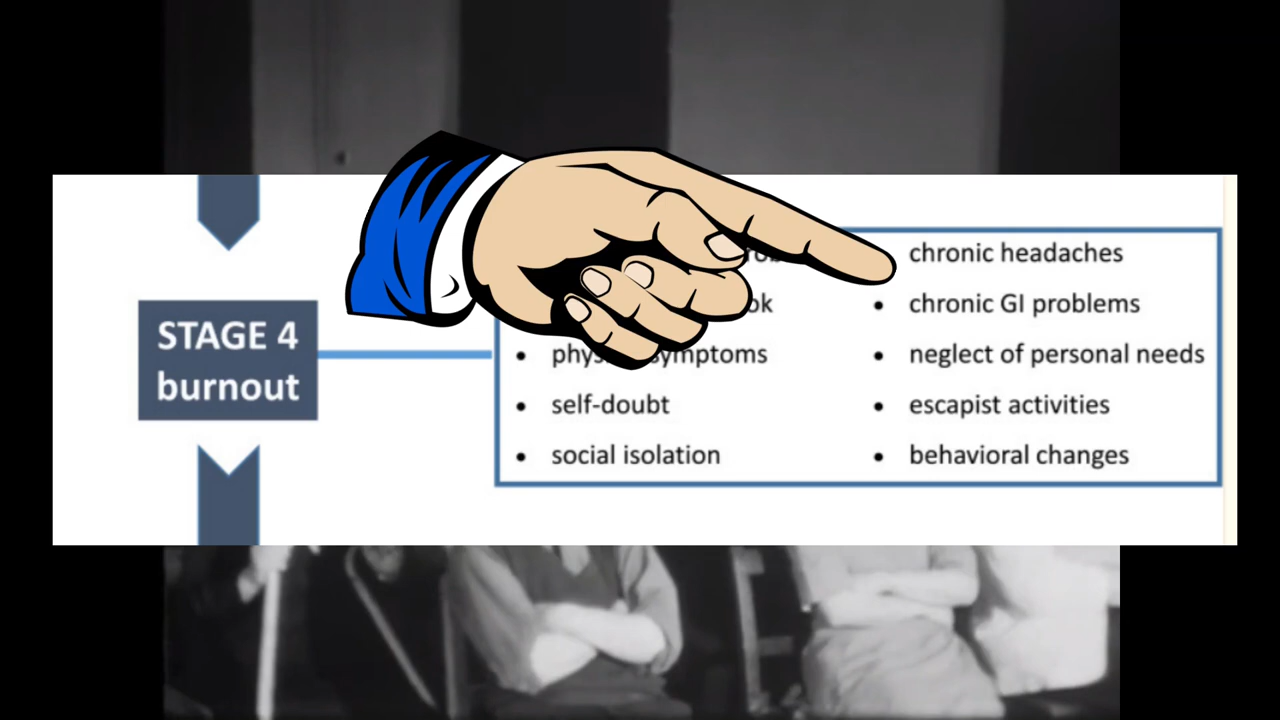 STAGE 4
burnout
symptoms
• self-doubt
• social isolation
chronic headaches
• chronic GI problems
• neglect of personal needs
• escapist activities
• behavioral changes